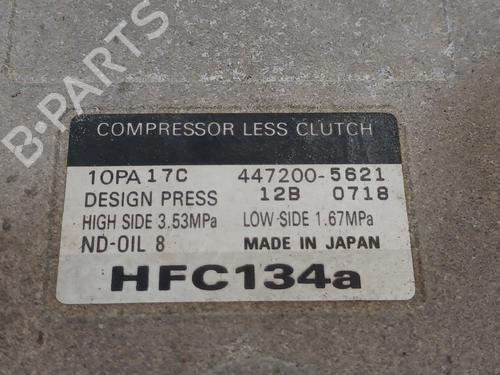 B-PARTS
COMPRESSOR LESS CLUTCH
10PA17C 447200-5621
DESIGN PRESS 12B 0718
HIGH SIDE 3.53MPa LOW SIDE 1.67MPa
ND-OIL 8 MADE IN JAPAN
HFC134a